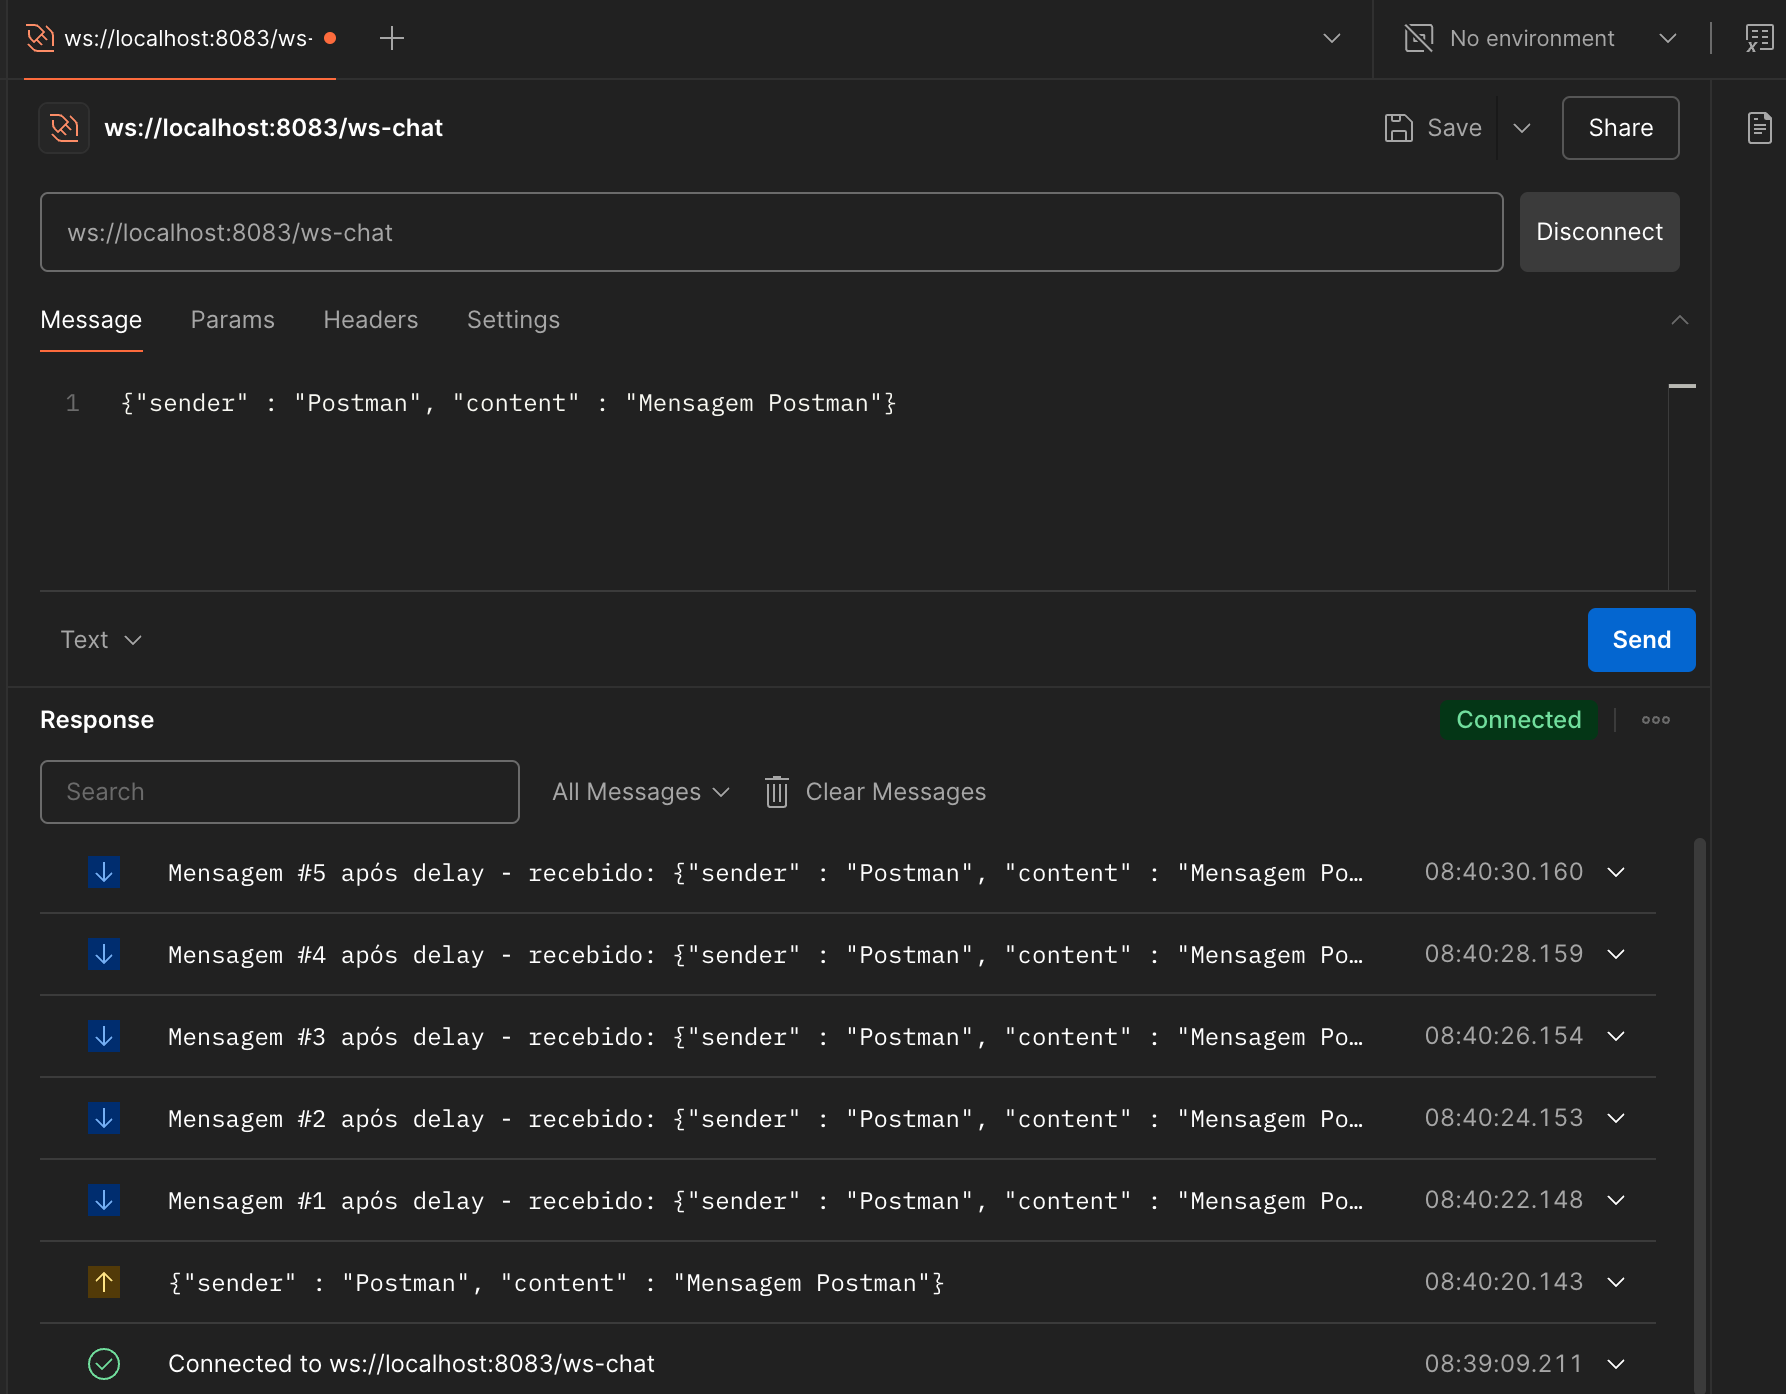 ws://localhost:8083/ws-
No environment
ws://localhost:8083/ws-chat
Save
Share
ws://localhost:8083/ws-chat
Disconnect
Message Params Headers Settings
1 {"sender" : "Postman", "content" : "Mensagem Postman"}
Text
Send
Response
Connected
Search
All Messages
Clear Messages
Mensagem #5 após delay - recebido: {"sender" : "Postman", "content" : "Mensagem Po… 08:40:30.160
Mensagem #4 após delay - recebido: {"sender" : "Postman", "content" : "Mensagem Po… 08:40:28.159
Mensagem #3 após delay - recebido: {"sender" : "Postman", "content" : "Mensagem Po… 08:40:26.154
Mensagem #2 após delay - recebido: {"sender" : "Postman", "content" : "Mensagem Po… 08:40:24.153
Mensagem #1 após delay - recebido: {"sender" : "Postman", "content" : "Mensagem Po… 08:40:22.148
{"sender" : "Postman", "content" : "Mensagem Postman"} 08:40:20.143
Connected to ws://localhost:8083/ws-chat 08:39:09.211